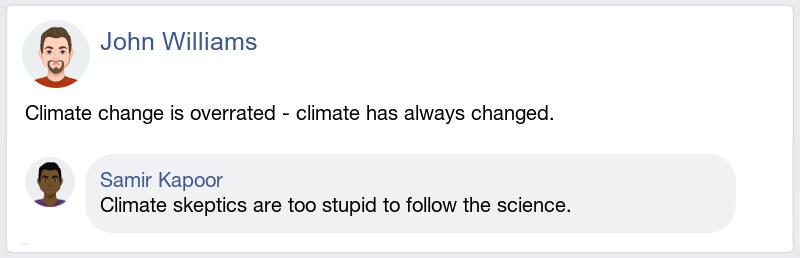 John Williams
Climate change is overrated - climate has always changed.
Samir Kapoor
Climate skeptics are too stupid to follow the science.